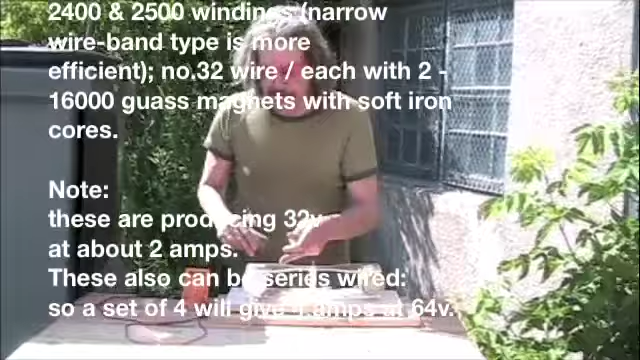 2400 & 2500 windings (narrow
wire-band type is more
efficient); no.32 wire / each with 2 -
16000 guass magnets with soft iron
cores.
Note:
these are producing 32v
at about 2 amps.
These also can be series wired:
so a set of 4 will give 4 amps at 64v.